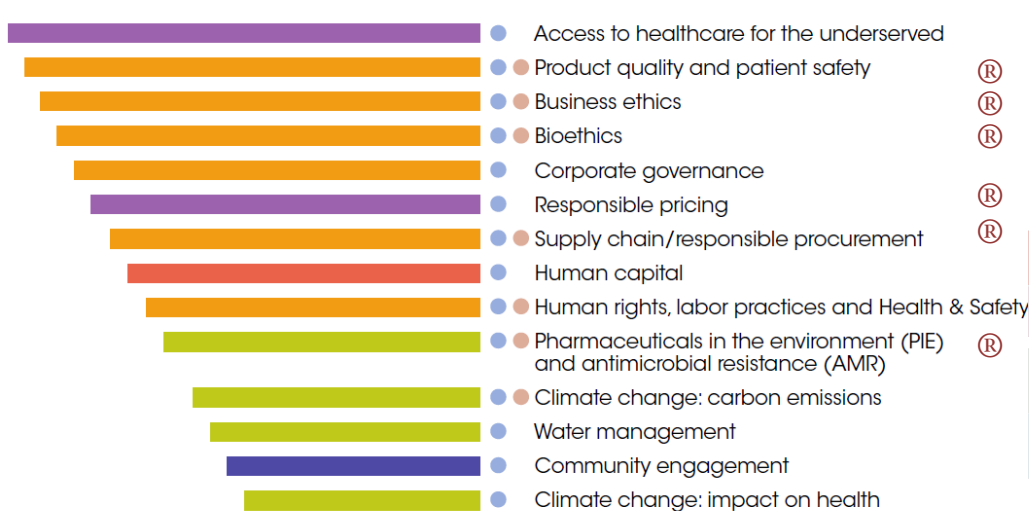 Access to healthcare for the underserved
Product quality and patient safety ®
Business ethics ®
Bioethics ®
Corporate governance
Responsible pricing ®
Supply chain/responsible procurement ®
Human capital
Human rights, labor practices and Health & Safety
Pharmaceuticals in the environment (PIE) ®
and antimicrobial resistance (AMR)
Climate change: carbon emissions
Water management
Community engagement
Climate change: impact on health